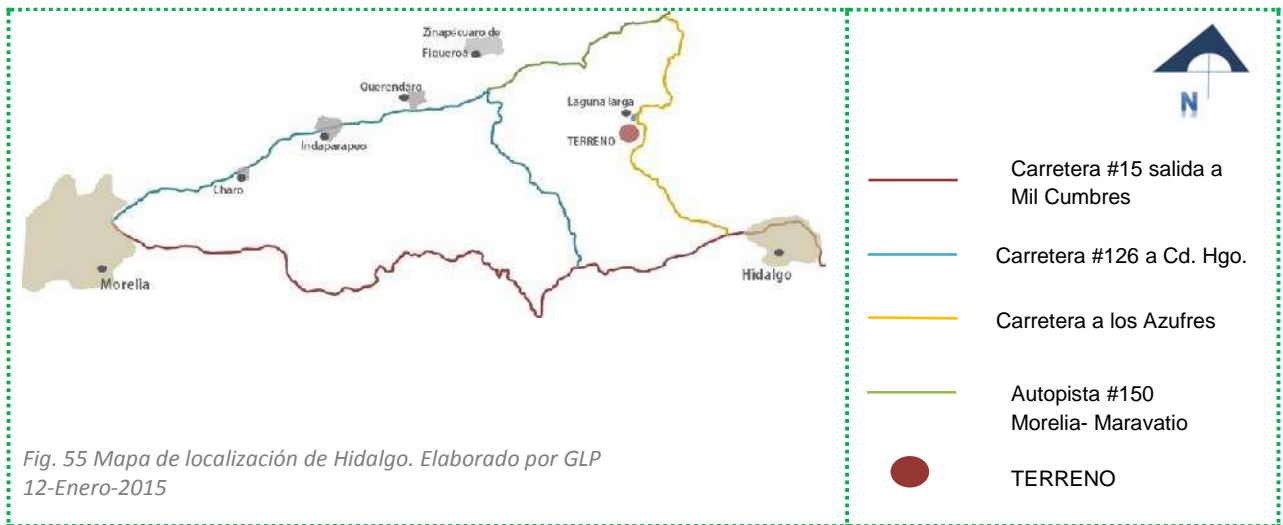 Zinapécuaro de
Figueroa
Querendaro
Laguna larga
TERRENO
Indaparapeo
Charo
Morelia
Hidalgo
Fig. 55 Mapa de localización de Hidalgo. Elaborado por GLP
12-Enero-2015
N
Carretera #15 salida a
Mil Cumbres
Carretera #126 a Cd. Hgo.
Carretera a los Azufres
Autopista #150
Morelia- Maravatio
TERRENO